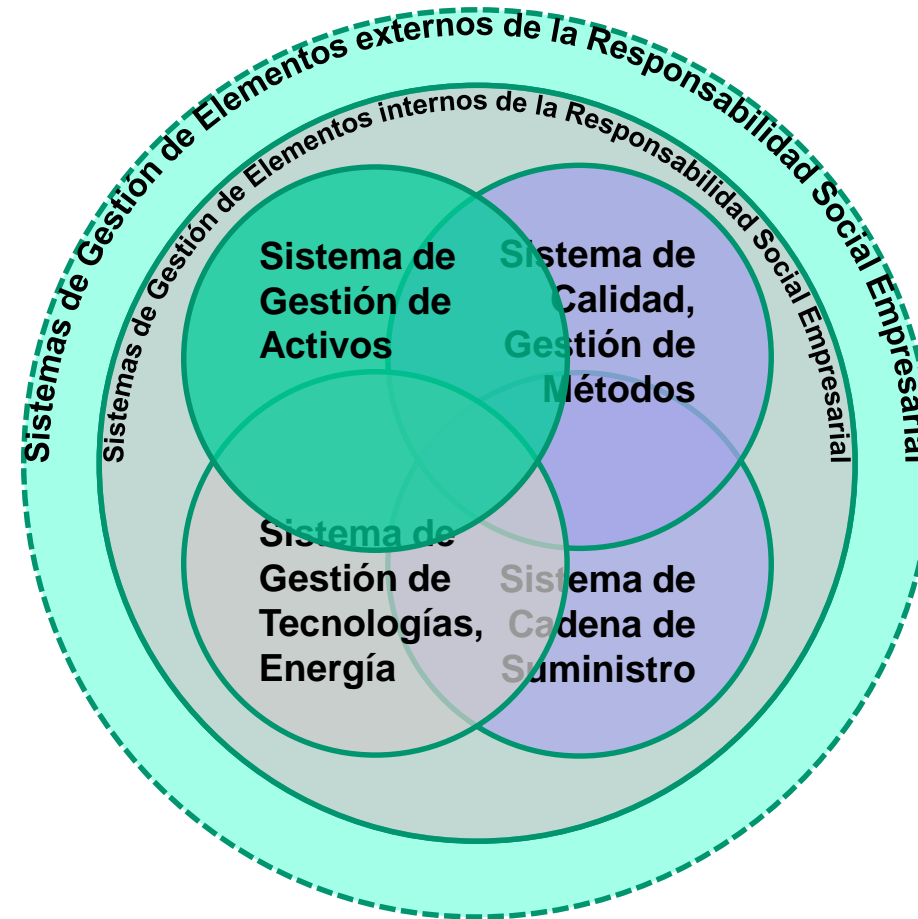 Sistemas de Gestión de Elementos externos de la Responsabilidad Social Empresarial
Sistemas de Gestión de Elementos internos de la Responsabilidad Social Empresarial
Sistema de
Gestión de
Activos
Sistema de
Calidad,
Gestión de
Métodos
Sistema de
Gestión de
Tecnologías,
Energía
Sistema de
Cadena de
Suministro